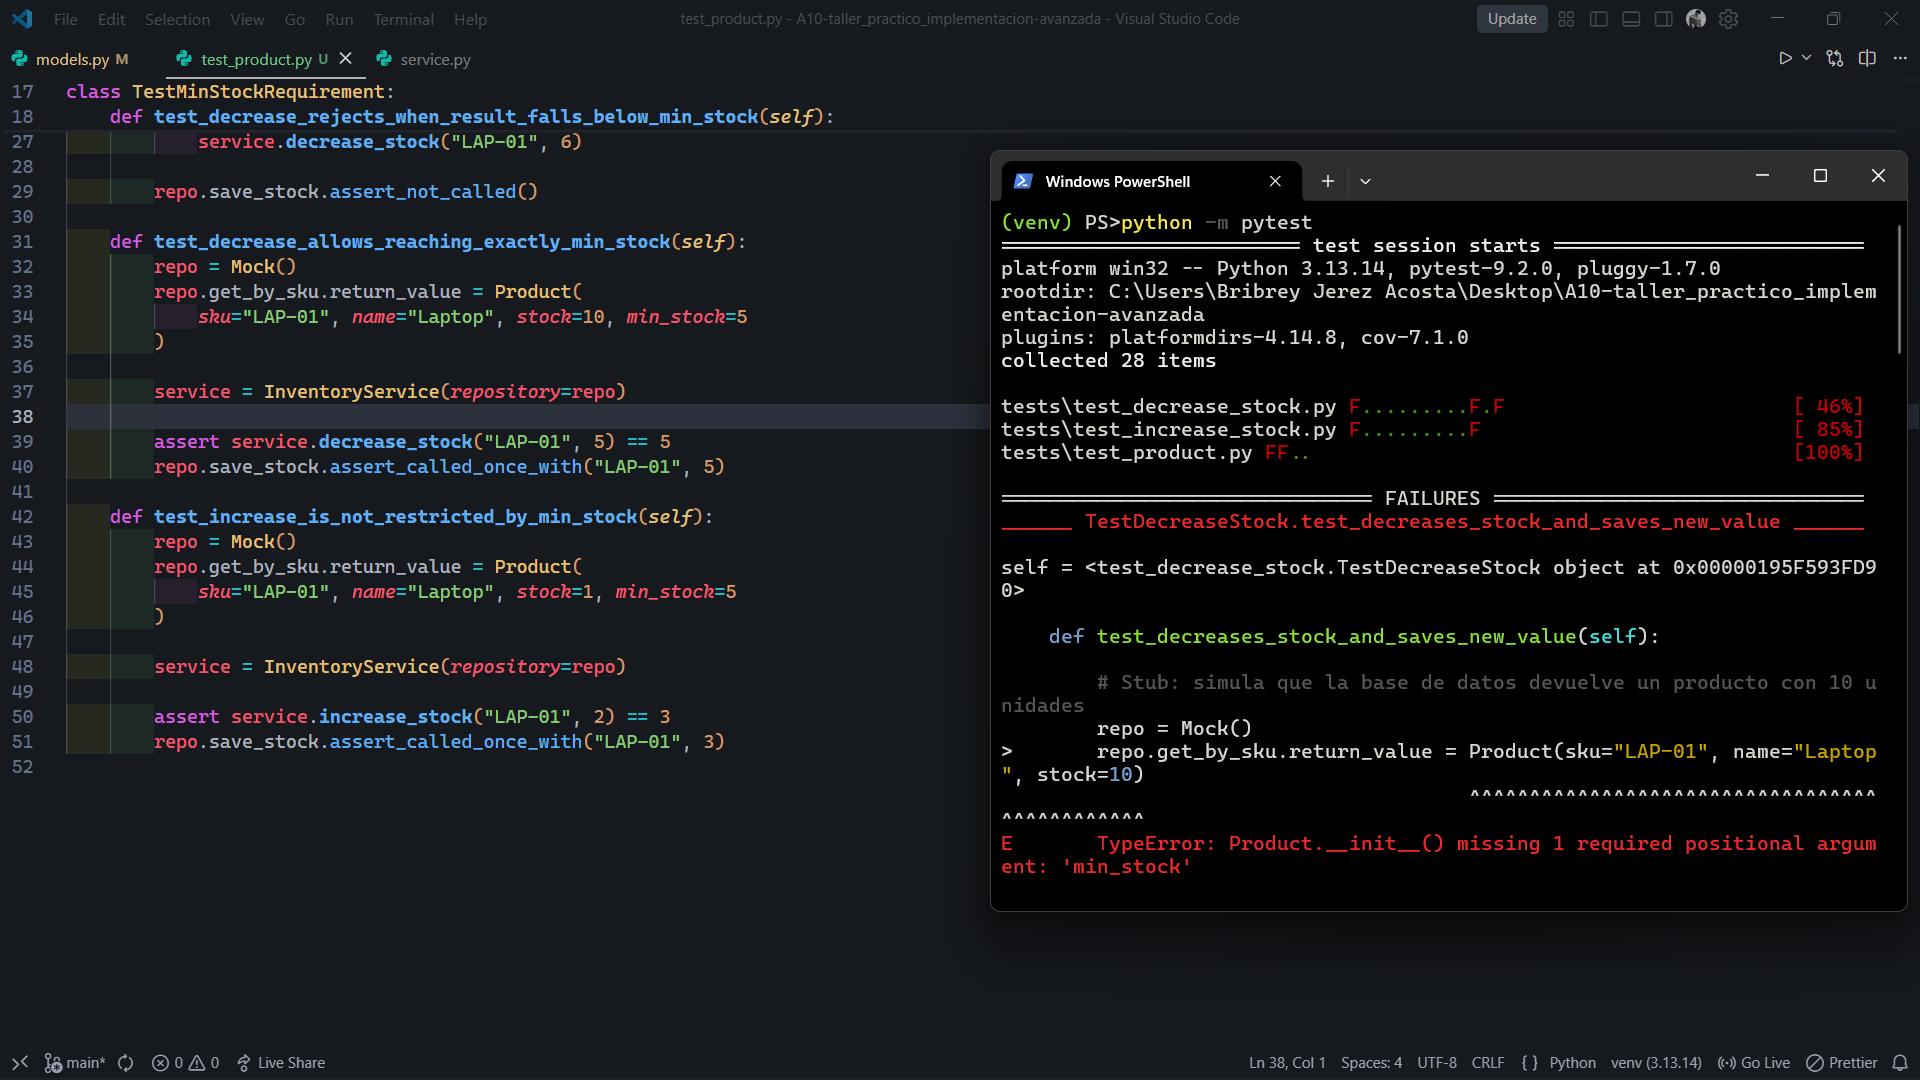 File Edit Selection View Go Run Terminal Help
test_product.py - A10-taller_practico_implementacion-avanzada - Visual Studio Code
Update
models.py M
test_product.py U
service.py
17 class TestMinStockRequirement:
18     def test_decrease_rejects_when_result_falls_below_min_stock(self):
27             service.decrease_stock("LAP-01", 6)
28
29         repo.save_stock.assert_not_called()
30
31     def test_decrease_allows_reaching_exactly_min_stock(self):
32         repo = Mock()
33         repo.get_by_sku.return_value = Product(
34             sku="LAP-01", name="Laptop", stock=10, min_stock=5
35         )
36
37         service = InventoryService(repository=repo)
38
39         assert service.decrease_stock("LAP-01", 5) == 5
40         repo.save_stock.assert_called_once_with("LAP-01", 5)
41
42     def test_increase_is_not_restricted_by_min_stock(self):
43         repo = Mock()
44         repo.get_by_sku.return_value = Product(
45             sku="LAP-01", name="Laptop", stock=1, min_stock=5
46         )
47
48         service = InventoryService(repository=repo)
49
50         assert service.increase_stock("LAP-01", 2) == 3
51         repo.save_stock.assert_called_once_with("LAP-01", 3)
52
Windows PowerShell
(venv) PS>python -m pytest
========================= test session starts ==========================
platform win32 -- Python 3.13.14, pytest-9.2.0, pluggy-1.7.0
rootdir: C:\Users\Bribrey Jerez Acosta\Desktop\A10-taller_practico_implem
entacion-avanzada
plugins: platformdirs-4.14.8, cov-7.1.0
collected 28 items
tests\test_decrease_stock.py F.........F.F [ 46%]
tests\test_increase_stock.py F.........F [ 85%]
tests\test_product.py FF.. [100%]
=============================== FAILURES ===============================
______ TestDecreaseStock.test_decreases_stock_and_saves_new_value ______
self = <test_decrease_stock.TestDecreaseStock object at 0x00000195F593FD9
0>
    def test_decreases_stock_and_saves_new_value(self):
        # Stub: simula que la base de datos devuelve un producto con 10 u
nidades
        repo = Mock()
>       repo.get_by_sku.return_value = Product(sku="LAP-01", name="Laptop
", stock=10)
                                       ^^^^^^^^^^^^^^^^^^^^^^^^^^^^^^^^^^
^^^^^^^^^^^^
E       TypeError: Product.__init__() missing 1 required positional argum
ent: 'min_stock'
main* 0 0 Live Share
Ln 38, Col 1 Spaces: 4 UTF-8 CRLF { } Python venv (3.13.14) Go Live Prettier